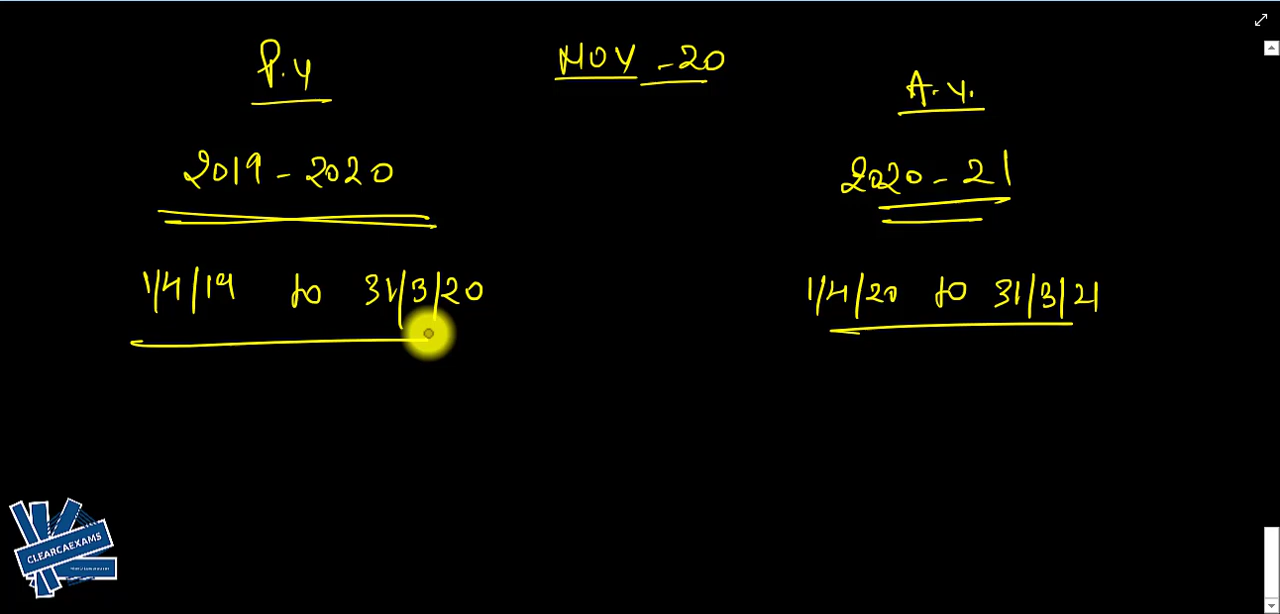 P.Y
NOV - 20
A.Y.
2019 - 2020
2020 - 21
1/4/19 to 31/3/20
1/4/20 to 31/3/21
CLEARCAEXAMS